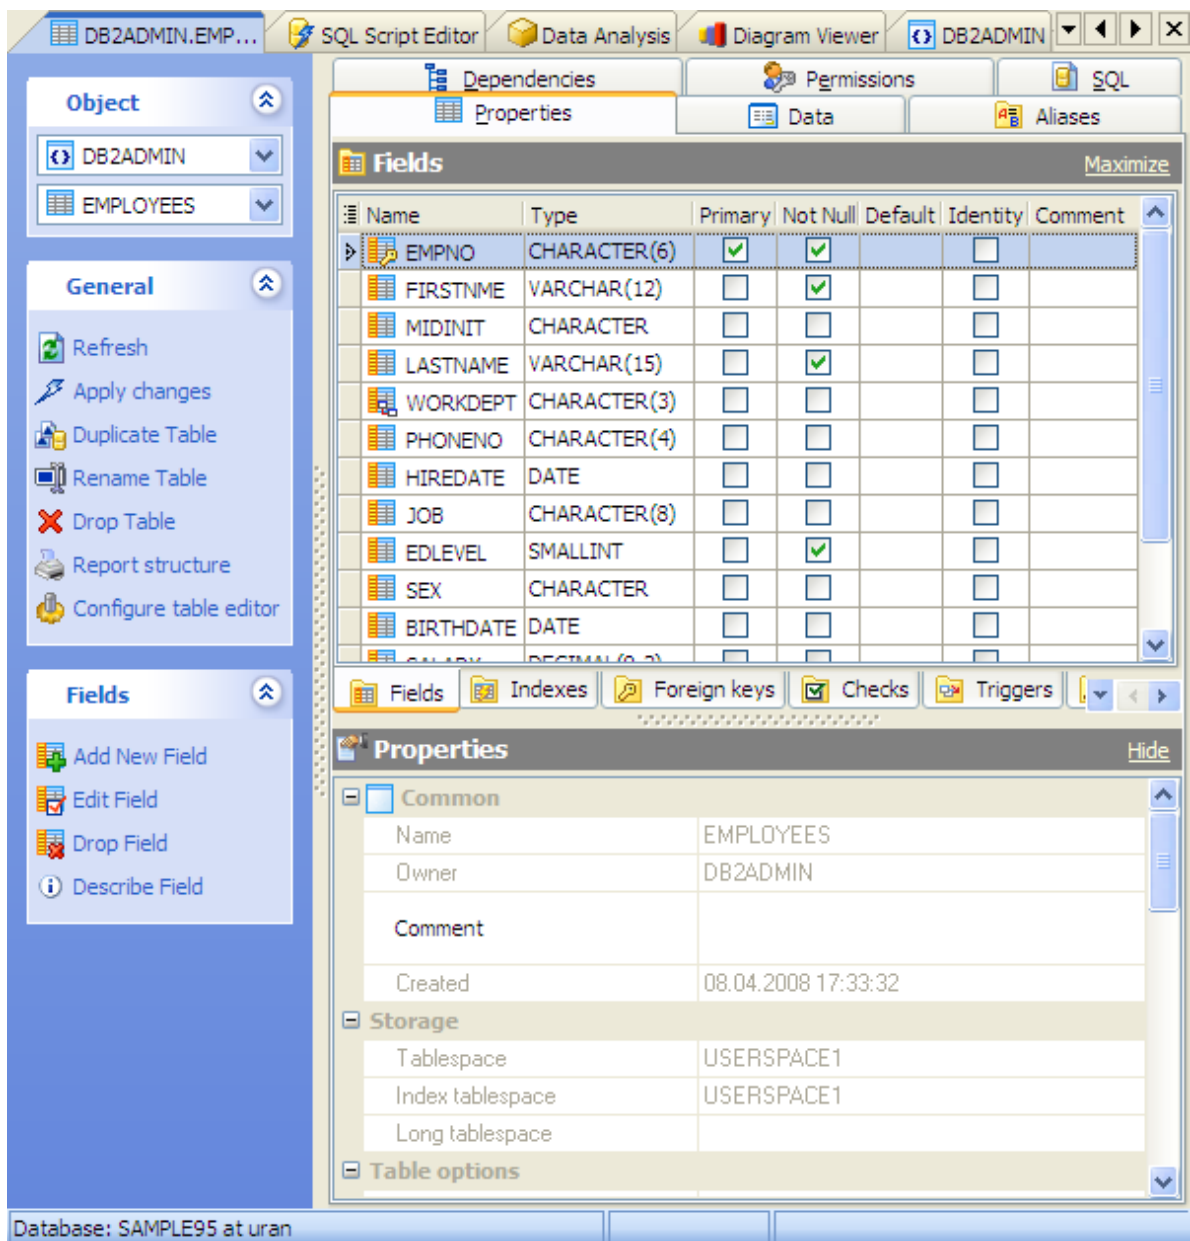 DB2ADMIN.EMP... SQL Script Editor Data Analysis Diagram Viewer DB2ADMIN
Object
DB2ADMIN
EMPLOYEES
General
Refresh
Apply changes
Duplicate Table
Rename Table
Drop Table
Report structure
Configure table editor
Fields
Add New Field
Edit Field
Drop Field
Describe Field
Dependencies Permissions SQL
Properties Data Aliases
Fields Maximize
Name Type Primary Not Null Default Identity Comment
EMPNO CHARACTER(6)
FIRSTNME VARCHAR(12)
MIDINIT CHARACTER
LASTNAME VARCHAR(15)
WORKDEPT CHARACTER(3)
PHONENO CHARACTER(4)
HIREDATE DATE
JOB CHARACTER(8)
EDLEVEL SMALLINT
SEX CHARACTER
BIRTHDATE DATE
Fields Indexes Foreign keys Checks Triggers
Properties Hide
Common
Name EMPLOYEES
Owner DB2ADMIN
Comment
Created 08.04.2008 17:33:32
Storage
Tablespace USERSPACE1
Index tablespace USERSPACE1
Long tablespace
Table options
Database: SAMPLE95 at uran